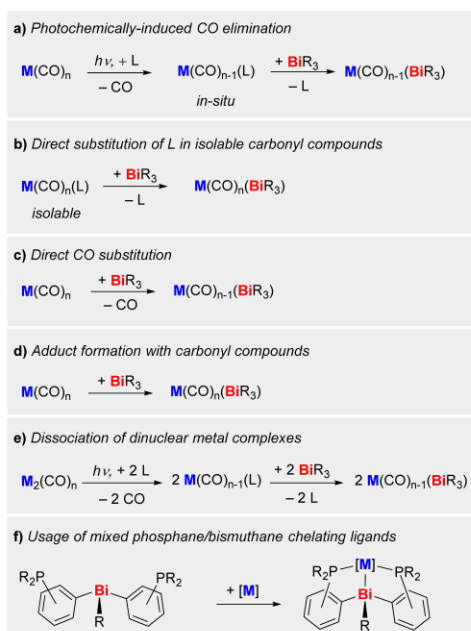 a) Photochemically-induced CO elimination
M(CO)n hν, + L – CO M(CO)n-1(L) + BiR3 – L M(CO)n-1(BiR3)
in-situ
b) Direct substitution of L in isolable carbonyl compounds
M(CO)n(L) + BiR3 – L M(CO)n(BiR3)
isolable
c) Direct CO substitution
M(CO)n + BiR3 – CO M(CO)n-1(BiR3)
d) Adduct formation with carbonyl compounds
M(CO)n + BiR3 M(CO)n(BiR3)
e) Dissociation of dinuclear metal complexes
M2(CO)n hν, + 2 L – 2 CO 2 M(CO)n-1(L) + 2 BiR3 – 2 L 2 M(CO)n-1(BiR3)
f) Usage of mixed phosphane/bismuthane chelating ligands
R2P PR2 R2P [M] PR2
Bi + [M] Bi
R R